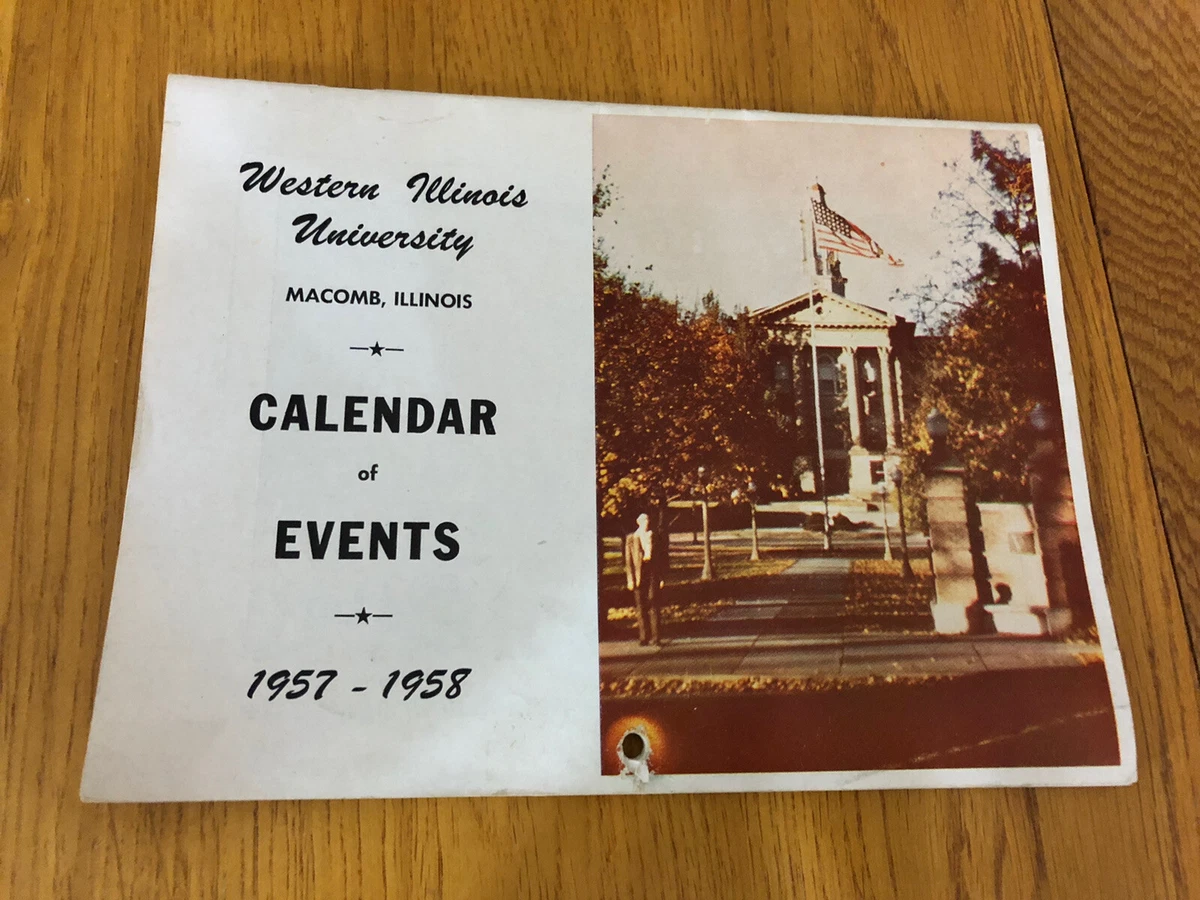 Western Illinois
University
MACOMB, ILLINOIS
CALENDAR
of
EVENTS
1957 - 1958